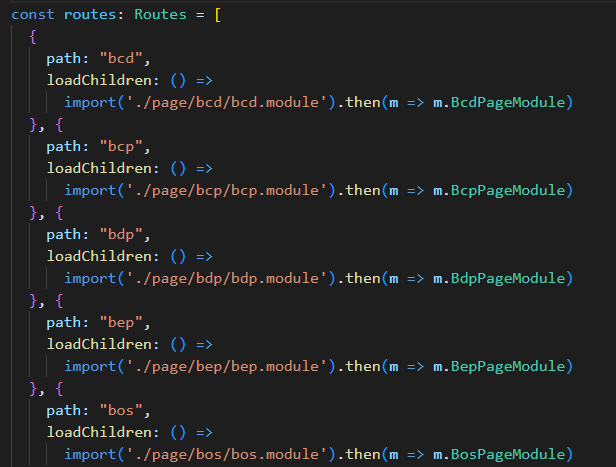 const routes: Routes = [
  {
    path: "bcd",
    loadChildren: () =>
      import('./page/bcd/bcd.module').then(m => m.BcdPageModule)
  }, {
    path: "bcp",
    loadChildren: () =>
      import('./page/bcp/bcp.module').then(m => m.BcpPageModule)
  }, {
    path: "bdp",
    loadChildren: () =>
      import('./page/bdp/bdp.module').then(m => m.BdpPageModule)
  }, {
    path: "bep",
    loadChildren: () =>
      import('./page/bep/bep.module').then(m => m.BepPageModule)
  }, {
    path: "bos",
    loadChildren: () =>
      import('./page/bos/bos.module').then(m => m.BosPageModule)